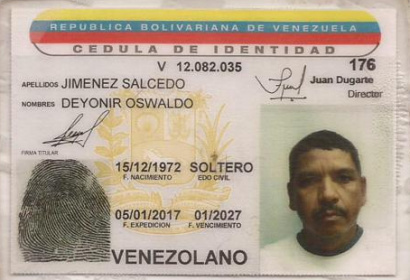 REPUBLICA BOLIVARIANA DE VENEZUELA
CEDULA DE IDENTIDAD
V 12.082.035
176
APELLIDOS JIMENEZ SALCEDO
Juan Dugarte
Director
NOMBRES DEYONIR OSWALDO
FIRMA TITULAR
15/12/1972 SOLTERO
F. NACIMIENTO EDO CIVIL
05/01/2017 01/2027
F. EXPEDICION F. VENCIMIENTO
VENEZOLANO